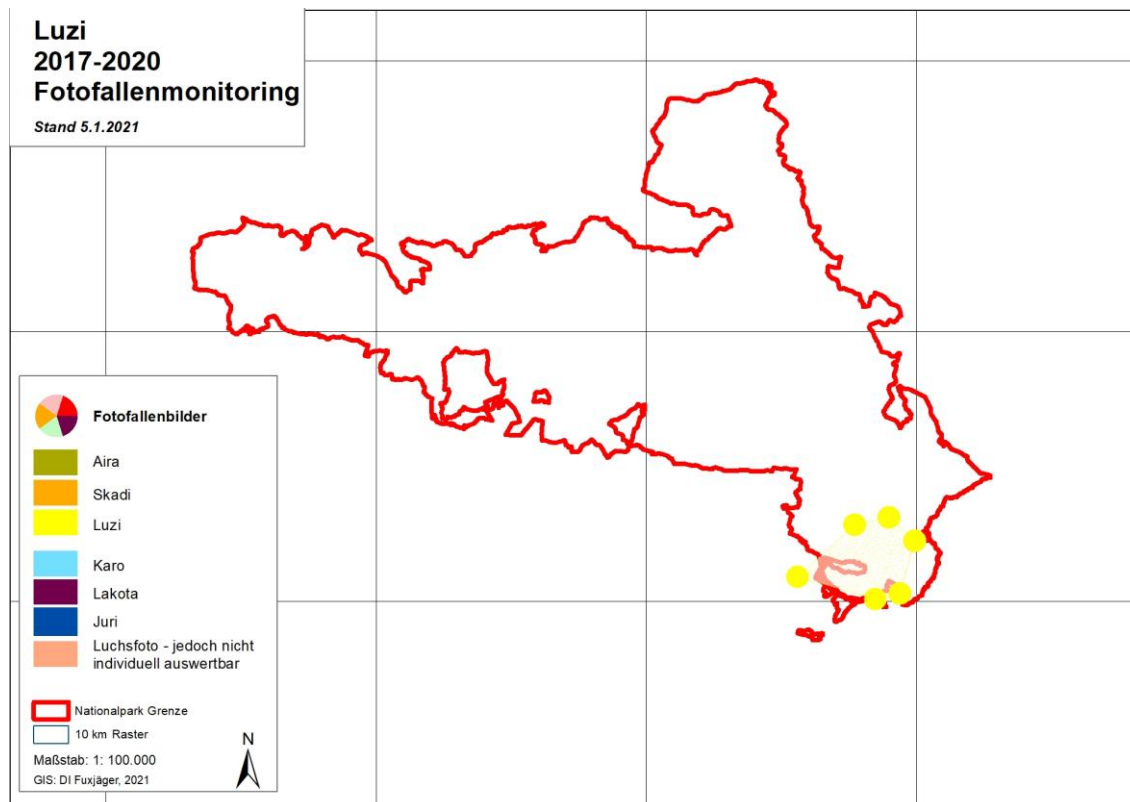 Luzi
2017-2020
Fotofallenmonitoring
Stand 5.1.2021
Fotofallenbilder
Aira
Skadi
Luzi
Karo
Lakota
Juri
Luchsfoto - jedoch nicht
individuell auswertbar
Nationalpark Grenze
10 km Raster
Maßstab: 1: 100.000
GIS: DI Fuxjäger, 2021
N